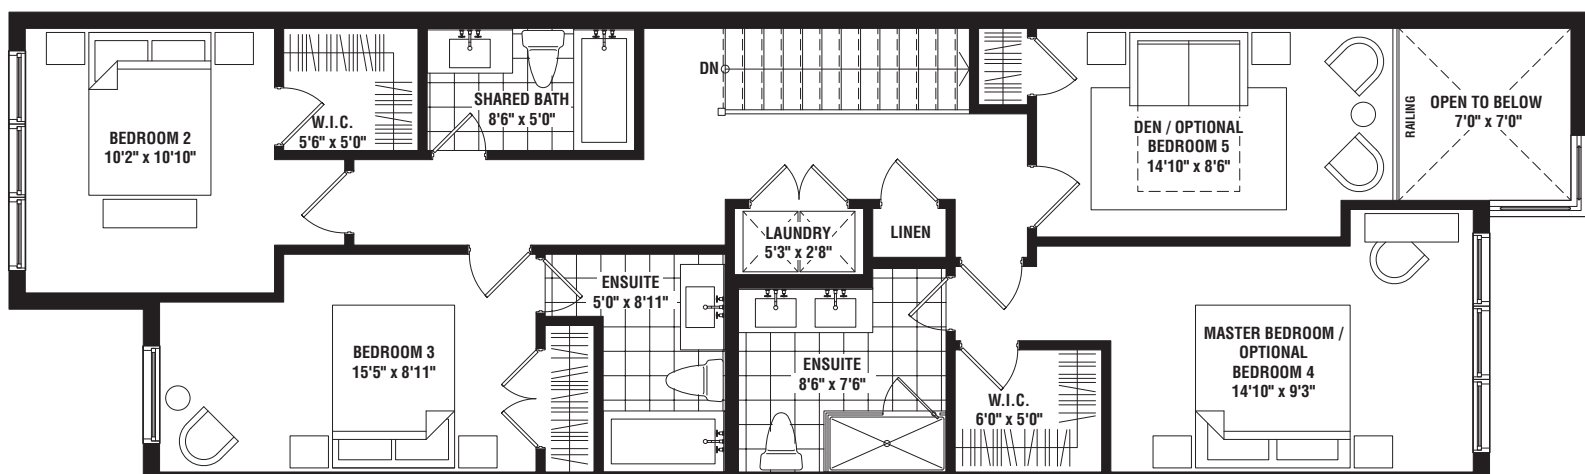 BEDROOM 2
10'2" x 10'10"
W.I.C.
5'6" x 5'0"
SHARED BATH
8'6" x 5'0"
DN
DEN / OPTIONAL
BEDROOM 5
14'10" x 8'6"
RAILING
OPEN TO BELOW
7'0" x 7'0"
LAUNDRY
5'3" x 2'8"
LINEN
BEDROOM 3
15'5" x 8'11"
ENSUITE
5'0" x 8'11"
ENSUITE
8'6" x 7'6"
W.I.C.
6'0" x 5'0"
MASTER BEDROOM /
OPTIONAL
BEDROOM 4
14'10" x 9'3"